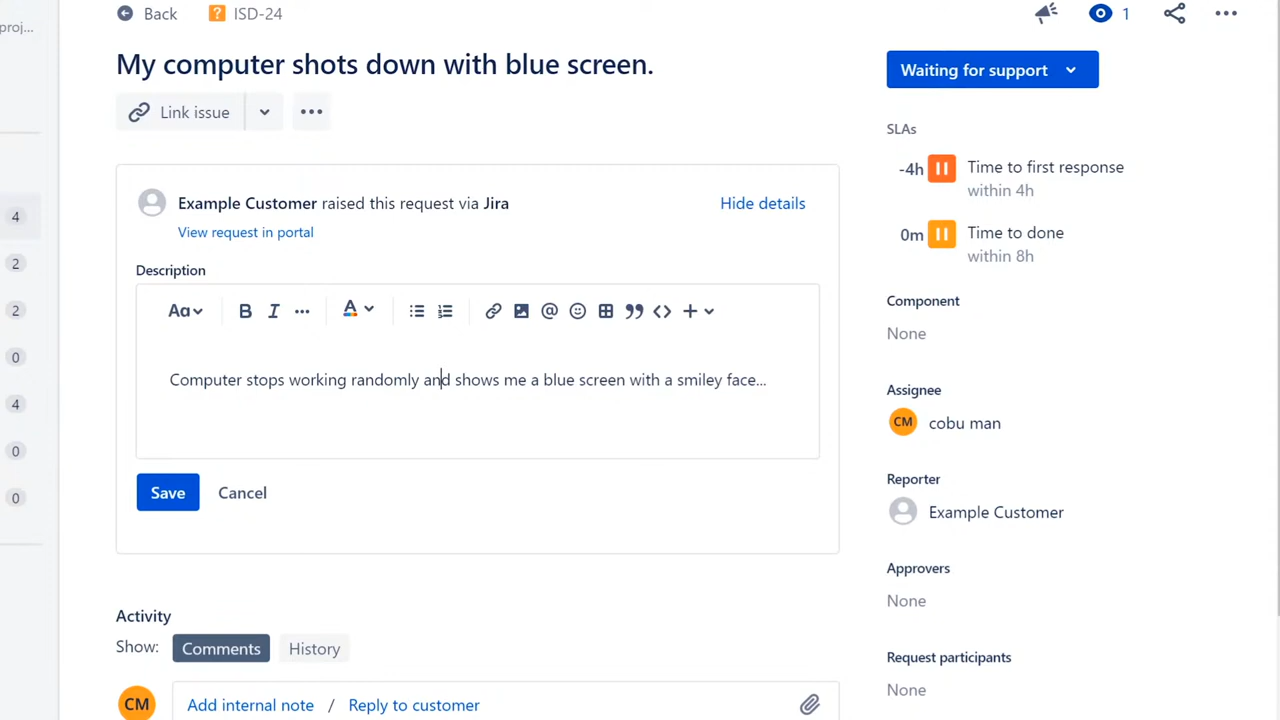 proj...
Back
ISD-24
1
My computer shots down with blue screen.
Link issue
Waiting for support
SLAs
-4h Time to first response
within 4h
0m Time to done
within 8h
4
2
2
0
4
0
0
Example Customer raised this request via Jira
Hide details
View request in portal
Description
Aa B I A @ + 
Computer stops working randomly and shows me a blue screen with a smiley face...
Save Cancel
Component
None
Assignee
CM cobu man
Reporter
Example Customer
Approvers
None
Request participants
None
Activity
Show: Comments History
CM Add internal note / Reply to customer